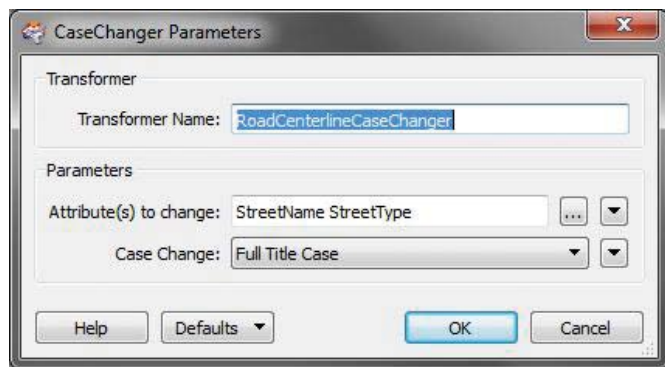 CaseChanger Parameters
Transformer
Transformer Name: RoadCenterlineCaseChanger
Parameters
Attribute(s) to change: StreetName StreetType ...
Case Change: Full Title Case
Help Defaults OK Cancel